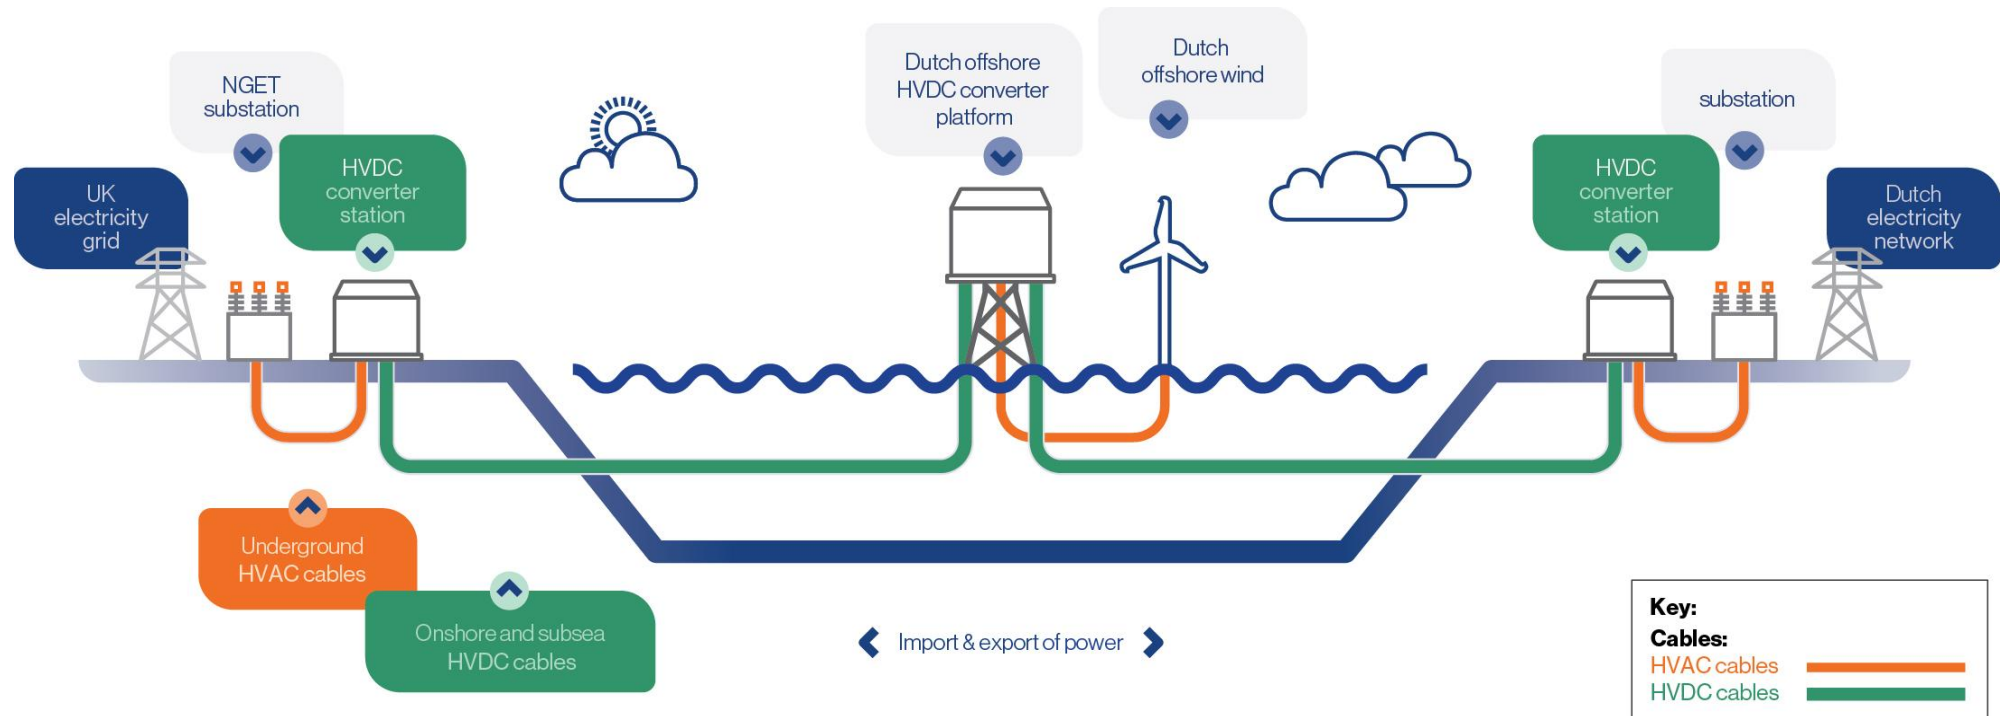 NGET
substation
UK
electricity
grid
HVDC
converter
station
Dutch offshore
HVDC converter
platform
Dutch
offshore wind
substation
HVDC
converter
station
Dutch
electricity
network
Underground
HVAC cables
Onshore and subsea
HVDC cables
Import & export of power
Key:
Cables:
HVAC cables
HVDC cables